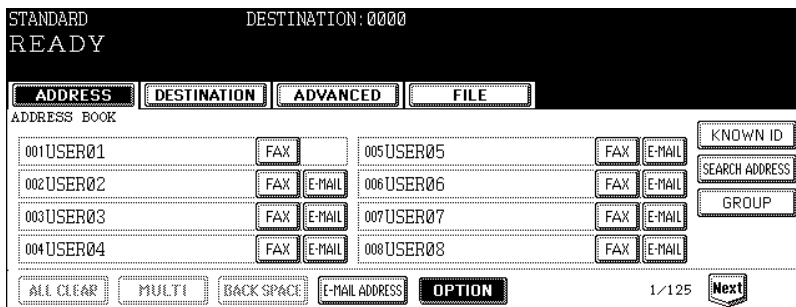 STANDARD DESTINATION:0000
READY
ADDRESS DESTINATION ADVANCED FILE
ADDRESS BOOK
001USER01 FAX 005USER05 FAX E-MAIL KNOWN ID
002USER02 FAX E-MAIL 006USER06 FAX E-MAIL SEARCH ADDRESS
003USER03 FAX E-MAIL 007USER07 FAX E-MAIL GROUP
004USER04 FAX E-MAIL 008USER08 FAX E-MAIL
ALL CLEAR MULTI BACK SPACE E-MAIL ADDRESS OPTION 1/125 Next